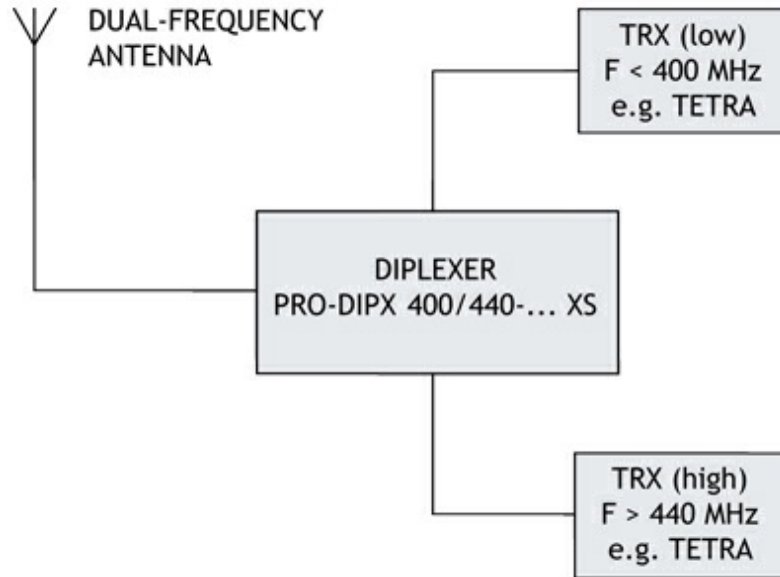 DUAL-FREQUENCY
ANTENNA
TRX (low)
F < 400 MHz
e.g. TETRA
DIPLEXER
PRO-DIPX 400/440-... XS
TRX (high)
F > 440 MHz
e.g. TETRA